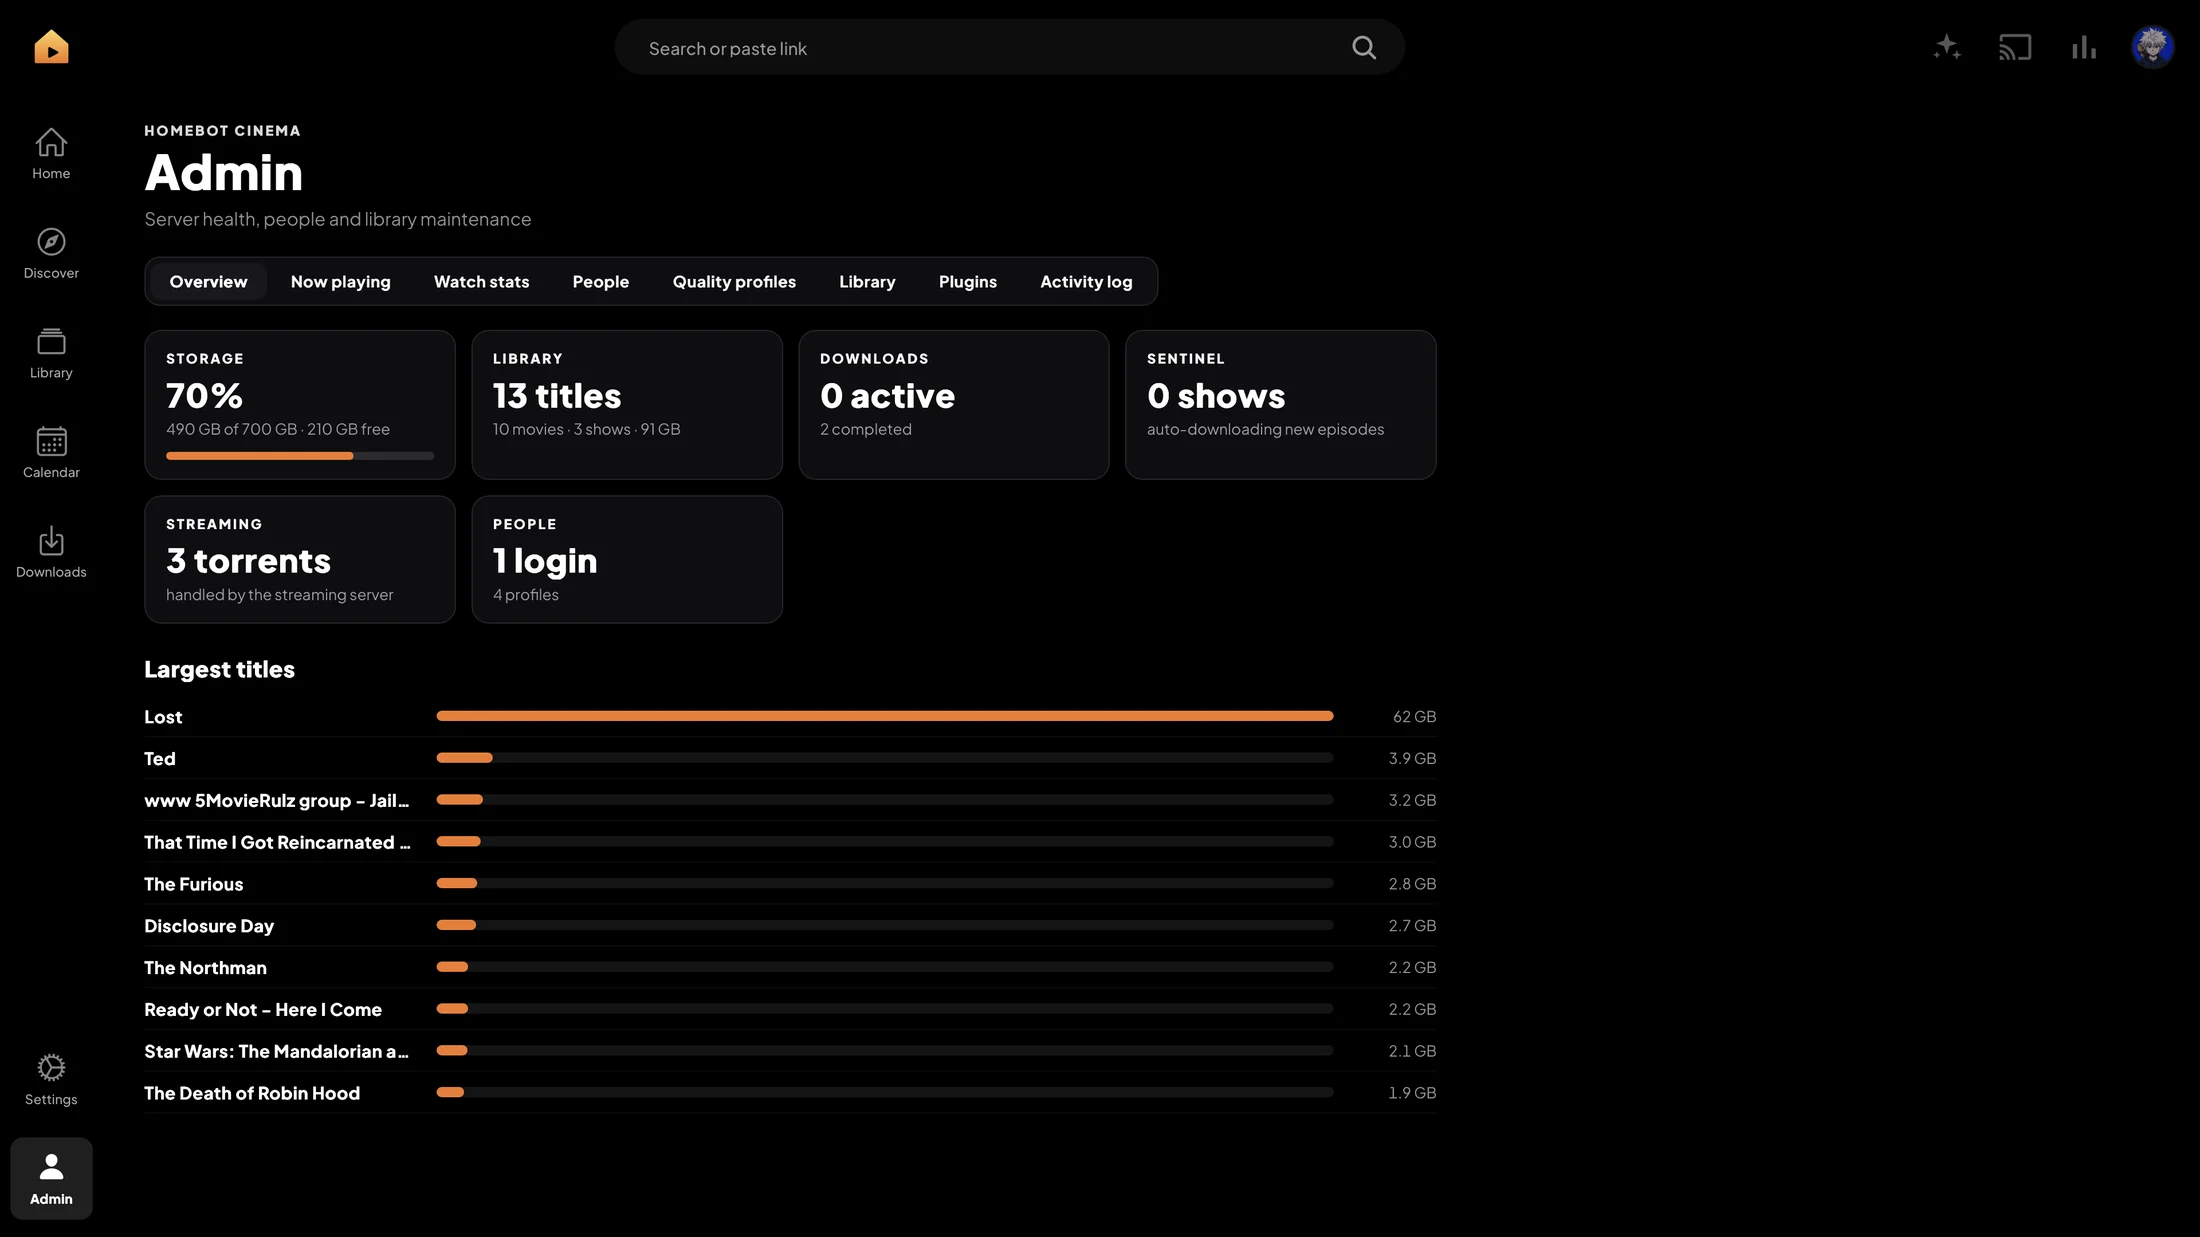 Search or paste link
Home
Discover
Library
Calendar
Downloads
Settings
Admin
HOMEBOT CINEMA
Admin
Server health, people and library maintenance
Overview Now playing Watch stats People Quality profiles Library Plugins Activity log
STORAGE
70%
490 GB of 700 GB · 210 GB free
LIBRARY
13 titles
10 movies · 3 shows · 91 GB
DOWNLOADS
0 active
2 completed
SENTINEL
0 shows
auto-downloading new episodes
STREAMING
3 torrents
handled by the streaming server
PEOPLE
1 login
4 profiles
Largest titles
Lost 62 GB
Ted 3.9 GB
www 5MovieRulz group - Jail... 3.2 GB
That Time I Got Reincarnated ... 3.0 GB
The Furious 2.8 GB
Disclosure Day 2.7 GB
The Northman 2.2 GB
Ready or Not - Here I Come 2.2 GB
Star Wars: The Mandalorian a... 2.1 GB
The Death of Robin Hood 1.9 GB